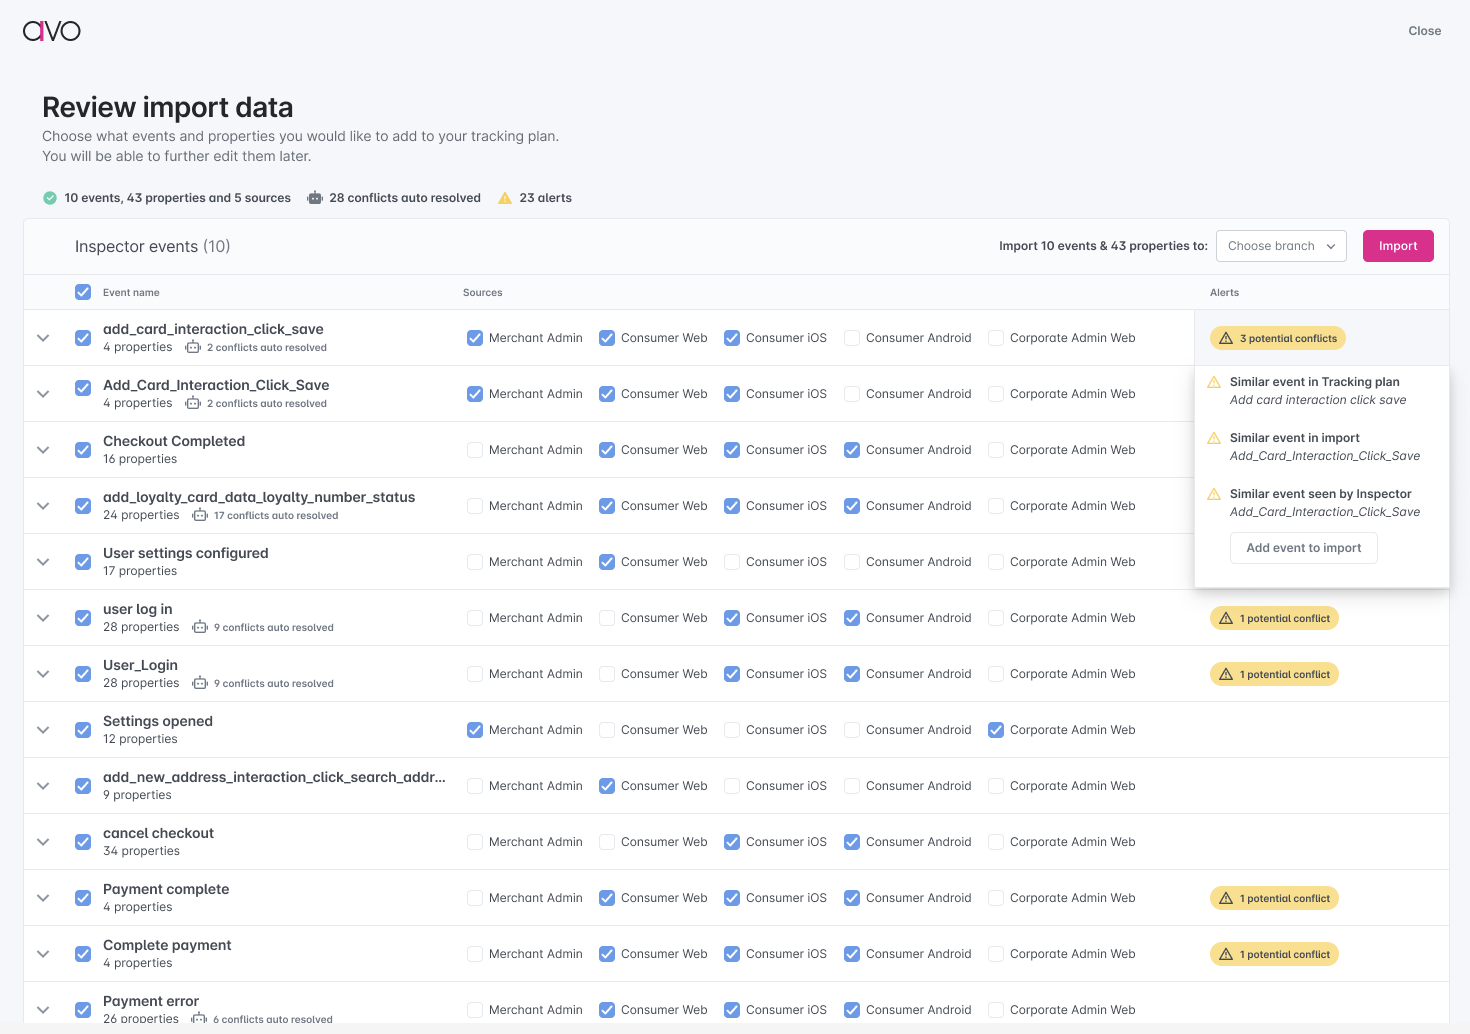 avo
Close
Review import data
Choose what events and properties you would like to add to your tracking plan.
You will be able to further edit them later.
10 events, 43 properties and 5 sources 28 conflicts auto resolved 23 alerts
Inspector events (10) Import 10 events & 43 properties to: Choose branch Import
Event name Sources Alerts
add_card_interaction_click_save
4 properties 2 conflicts auto resolved
Merchant Admin Consumer Web Consumer iOS Consumer Android Corporate Admin Web
3 potential conflicts
Add_Card_Interaction_Click_Save
4 properties 2 conflicts auto resolved
Merchant Admin Consumer Web Consumer iOS Consumer Android Corporate Admin Web
Similar event in Tracking plan
Add card interaction click save
Similar event in import
Add_Card_Interaction_Click_Save
Similar event seen by Inspector
Add_Card_Interaction_Click_Save
Add event to import
Checkout Completed
16 properties
Merchant Admin Consumer Web Consumer iOS Consumer Android Corporate Admin Web
add_loyalty_card_data_loyalty_number_status
24 properties 17 conflicts auto resolved
Merchant Admin Consumer Web Consumer iOS Consumer Android Corporate Admin Web
User settings configured
17 properties
Merchant Admin Consumer Web Consumer iOS Consumer Android Corporate Admin Web
user log in
28 properties 9 conflicts auto resolved
Merchant Admin Consumer Web Consumer iOS Consumer Android Corporate Admin Web
1 potential conflict
User_Login
28 properties 9 conflicts auto resolved
Merchant Admin Consumer Web Consumer iOS Consumer Android Corporate Admin Web
1 potential conflict
Settings opened
12 properties
Merchant Admin Consumer Web Consumer iOS Consumer Android Corporate Admin Web
add_new_address_interaction_click_search_addr...
9 properties
Merchant Admin Consumer Web Consumer iOS Consumer Android Corporate Admin Web
cancel checkout
34 properties
Merchant Admin Consumer Web Consumer iOS Consumer Android Corporate Admin Web
Payment complete
4 properties
Merchant Admin Consumer Web Consumer iOS Consumer Android Corporate Admin Web
1 potential conflict
Complete payment
4 properties
Merchant Admin Consumer Web Consumer iOS Consumer Android Corporate Admin Web
1 potential conflict
Payment error
26 properties 6 conflicts auto resolved
Merchant Admin Consumer Web Consumer iOS Consumer Android Corporate Admin Web